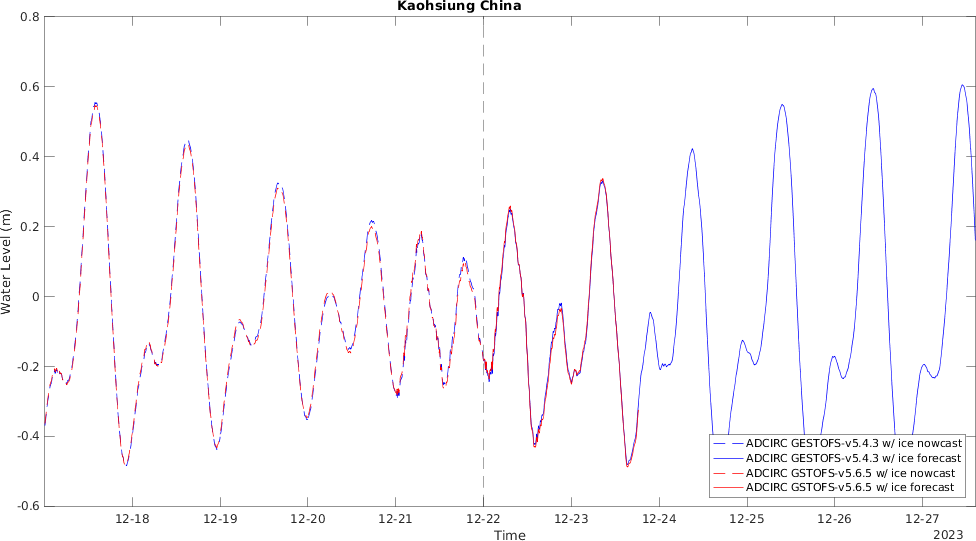 Kaohsiung China
0.8
0.6
0.4
0.2
0
-0.2
-0.4
-0.6
Water Level (m)
12-18
12-19
12-20
12-21
12-22
12-23
12-24
12-25
12-26
12-27
Time
2023
ADCIRC GESTOFS-v5.4.3 w/ ice nowcast
ADCIRC GESTOFS-v5.4.3 w/ ice forecast
ADCIRC GSTOFS-v5.6.5 w/ ice nowcast
ADCIRC GSTOFS-v5.6.5 w/ ice forecast